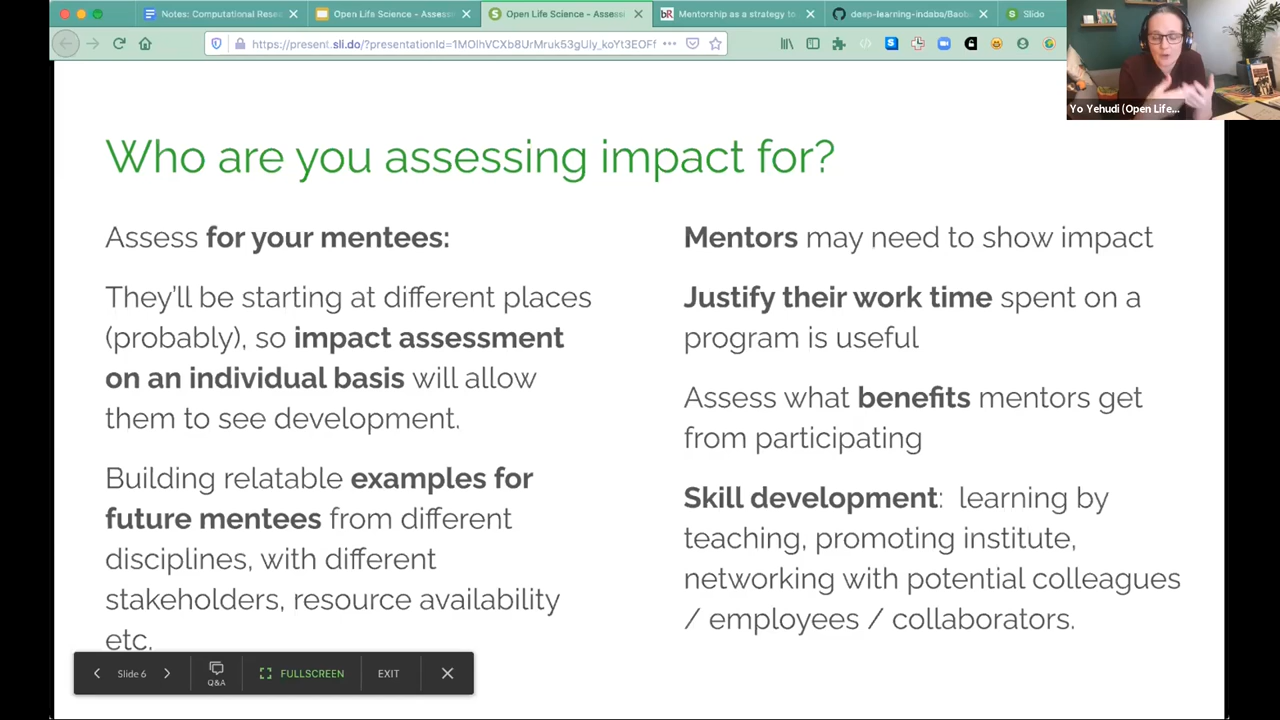 Notes: Computational Rese
Open Life Science - Assess
Open Life Science - Assess
Mentorship as a strategy to
deep-learning-indaba/Baob
Slido
https://present.sli.do/?presentationId=1MOlhVCXb8UrMruk53gUiy_koYt3EOFf
Yo Yehudi (Open Life...
Who are you assessing impact for?
Assess for your mentees:
They'll be starting at different places
(probably), so impact assessment
on an individual basis will allow
them to see development.
Building relatable examples for
future mentees from different
disciplines, with different
stakeholders, resource availability
etc.
Mentors may need to show impact
Justify their work time spent on a
program is useful
Assess what benefits mentors get
from participating
Skill development:  learning by
teaching, promoting institute,
networking with potential colleagues
/ employees / collaborators.
Slide 6
Q&A
FULLSCREEN
EXIT